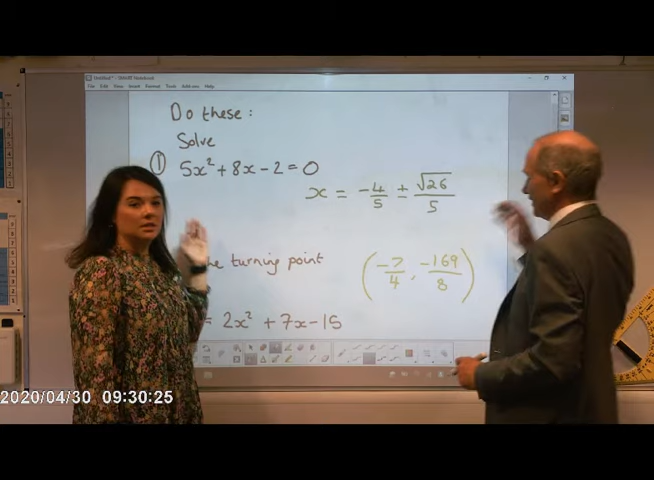 Do these:
Solve
① 5x² + 8x - 2 = 0
x = -4/5 ± √26/5
turning point
(-7/4, -169/8)
= 2x² + 7x - 15
2020/04/30 09:30:25